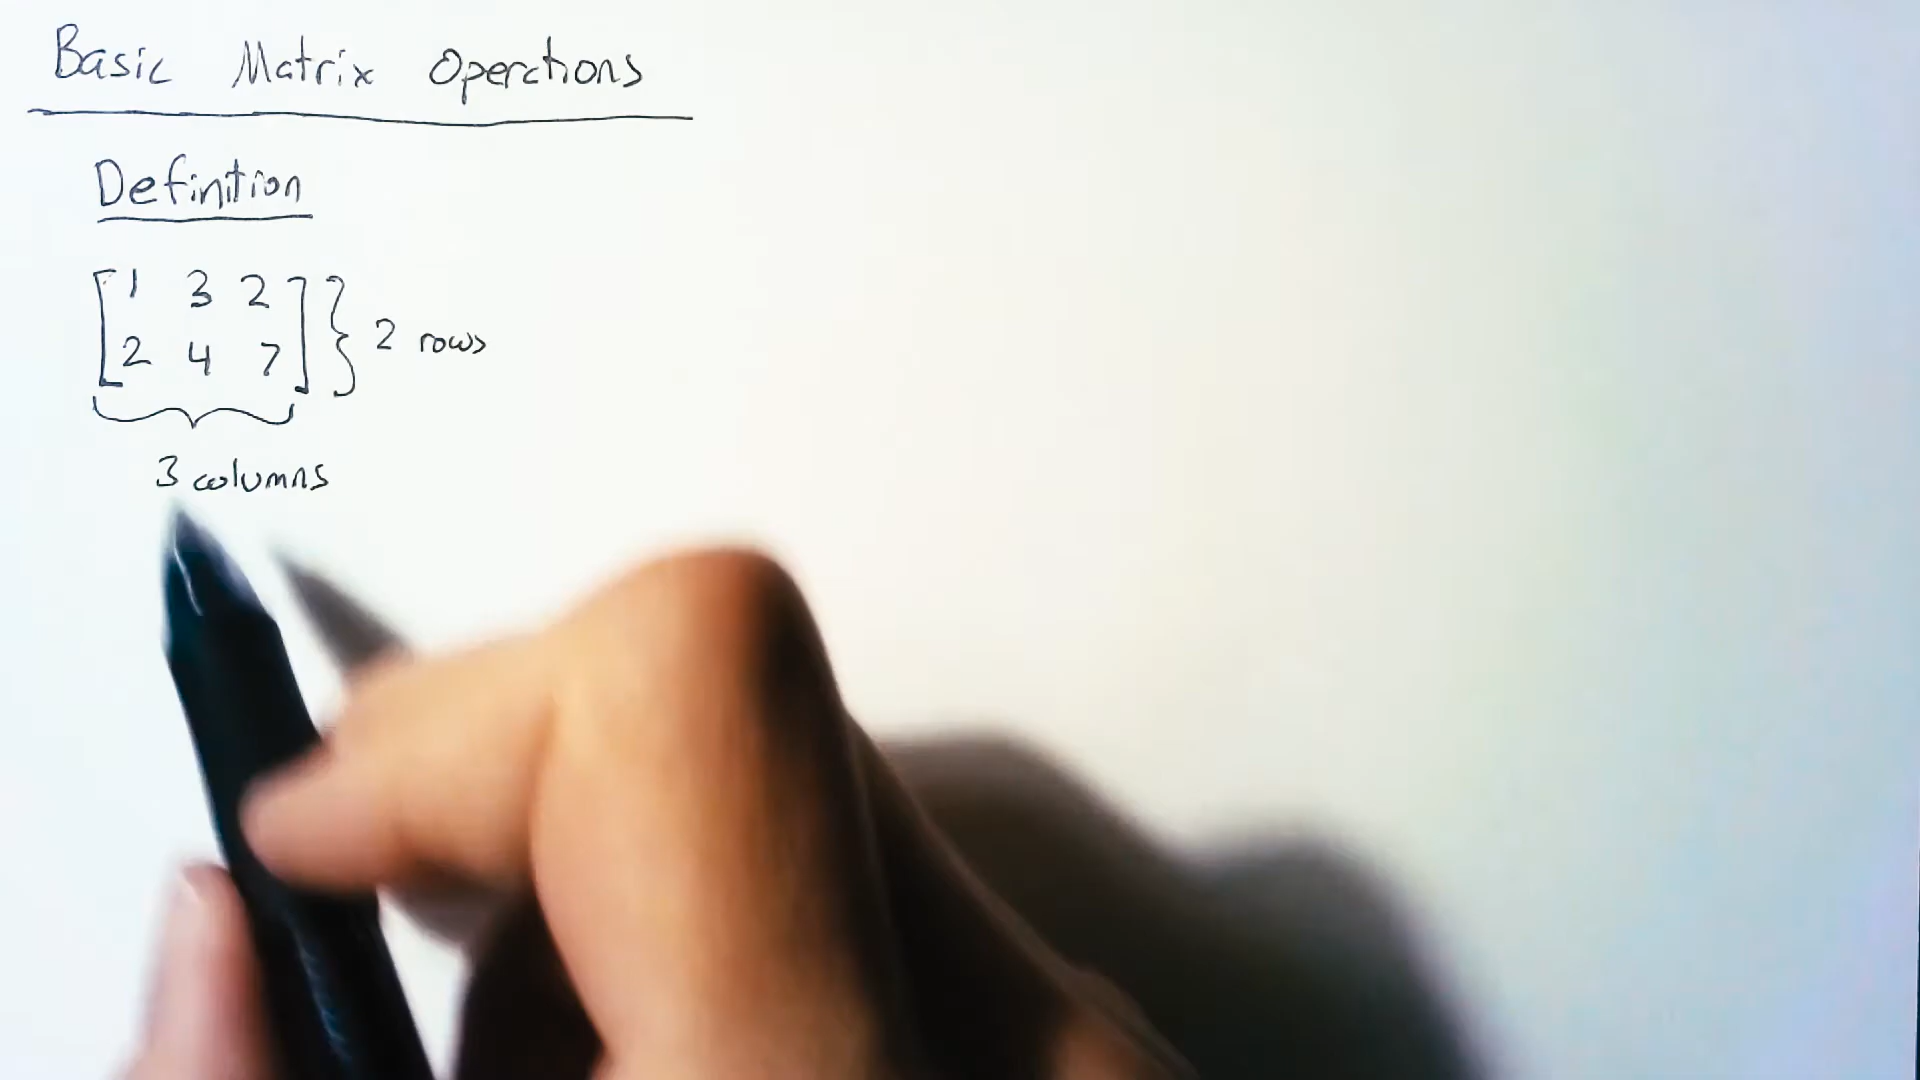 Basic Matrix Operations
Definition
1 3 2
2 4 7
2 rows
3 columns